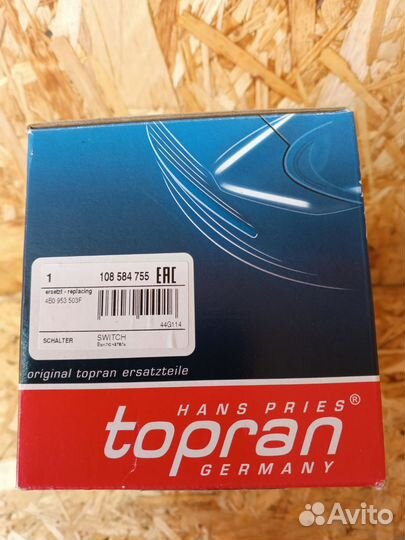 1 108 584 755 EAC
ersetzt - replacing
4B0 953 503F
44G114
SCHALTER SWITCH
Выключатель
original topran ersatzteile
HANS PRIES
topran®
GERMANY
Avito